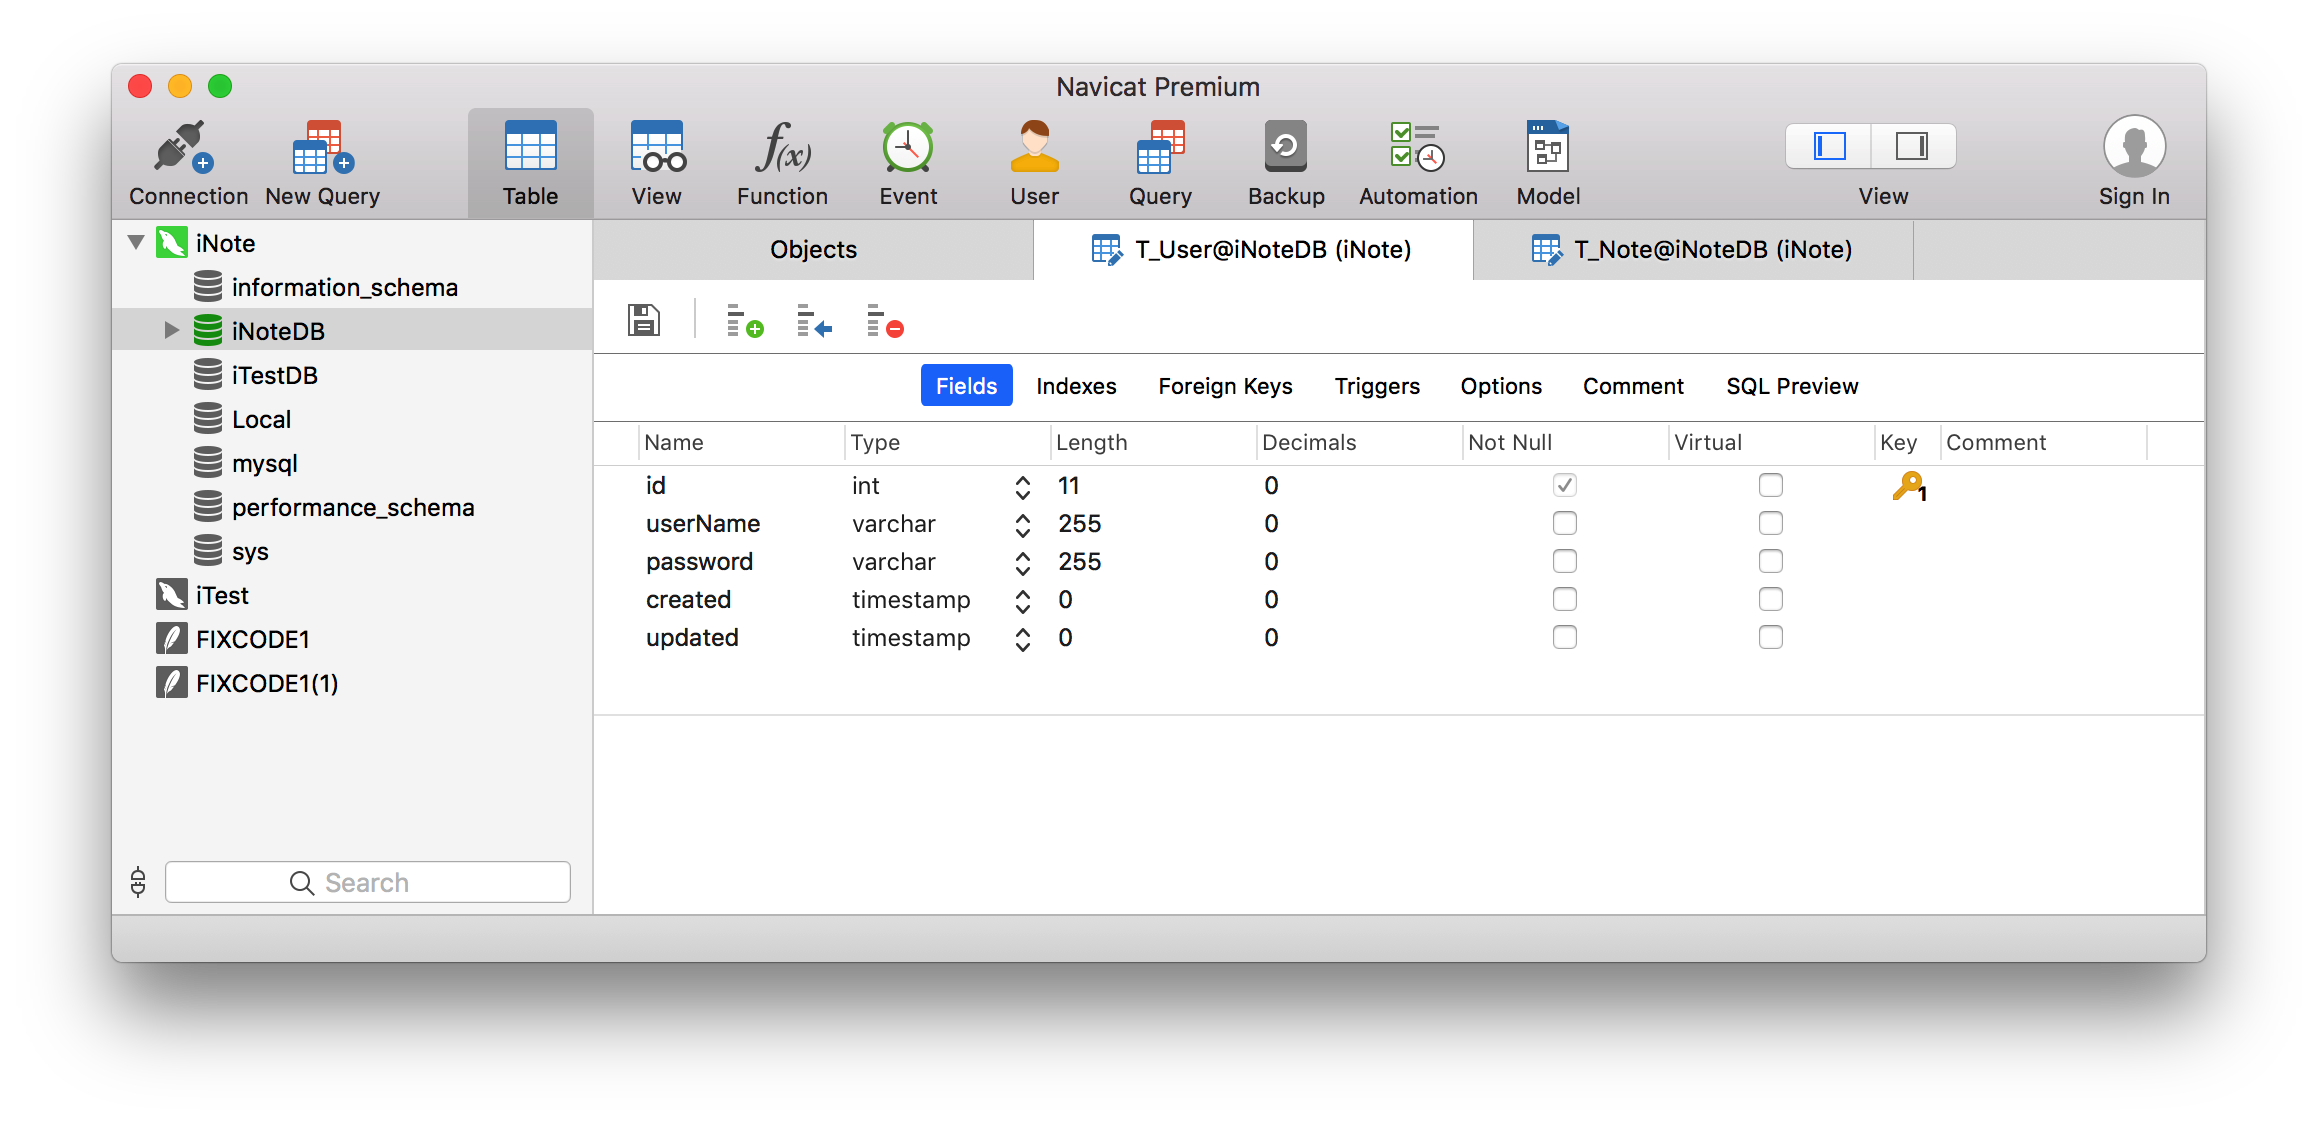 Navicat Premium
Connection New Query Table View Function Event User Query Backup Automation Model View Sign In
iNote
information_schema
iNoteDB
iTestDB
Local
mysql
performance_schema
sys
iTest
FIXCODE1
FIXCODE1(1)
Search
Objects T_User@iNoteDB (iNote) T_Note@iNoteDB (iNote)
Fields Indexes Foreign Keys Triggers Options Comment SQL Preview
Name Type Length Decimals Not Null Virtual Key Comment
id int 11 0 1
userName varchar 255 0
password varchar 255 0
created timestamp 0 0
updated timestamp 0 0